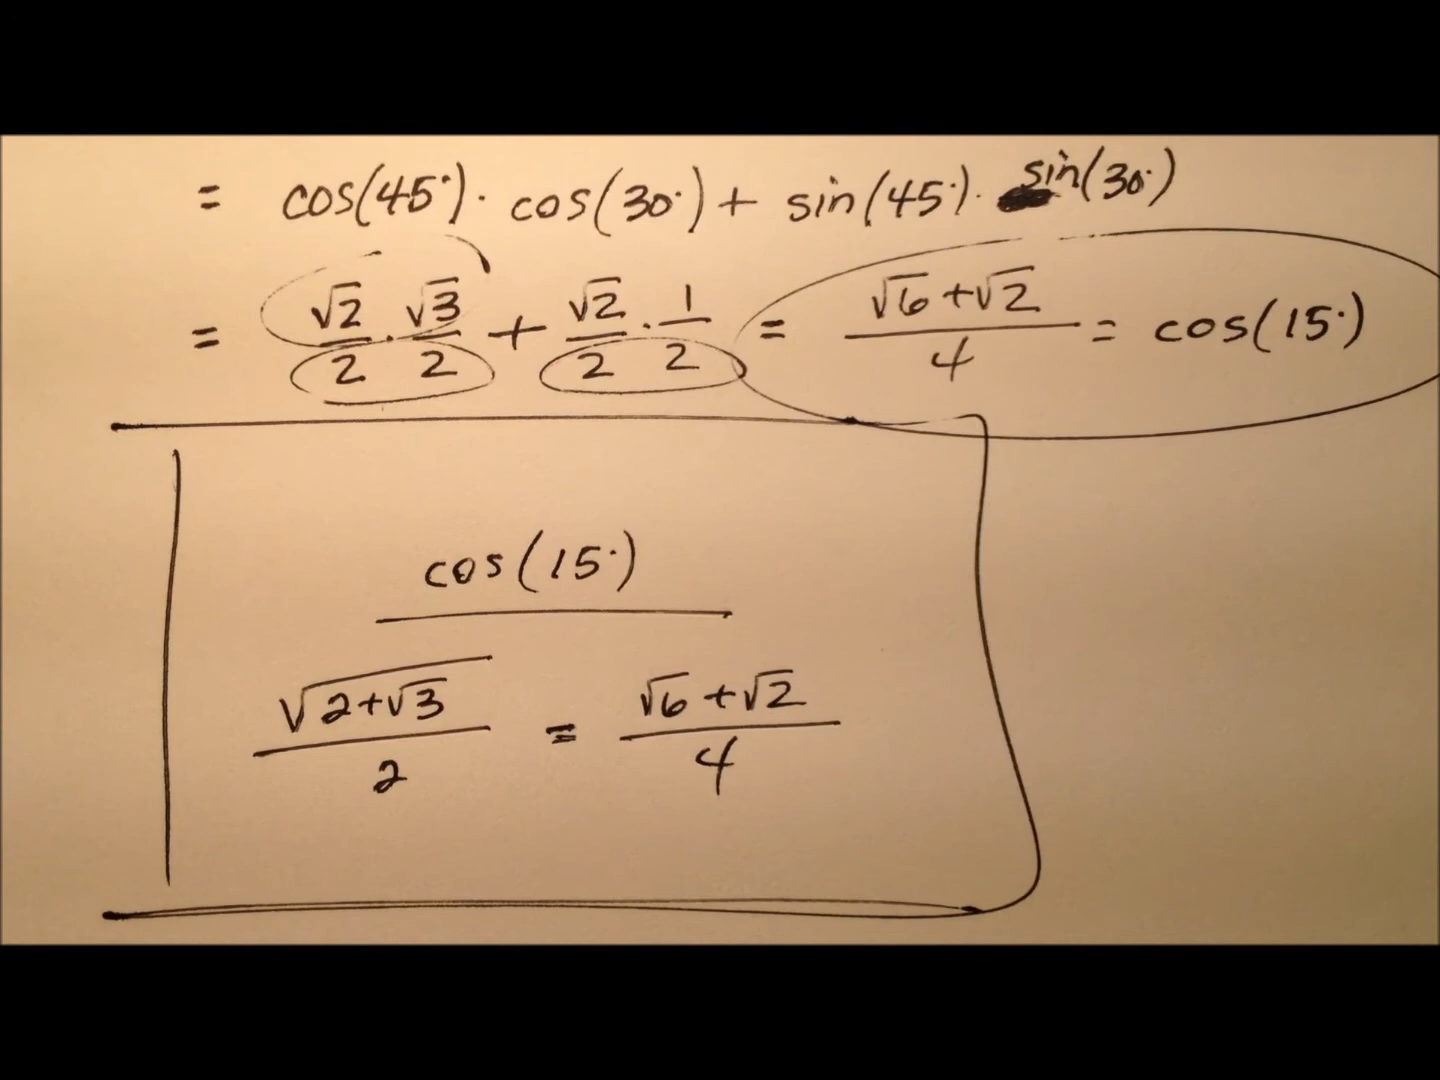 = cos(45°) · cos(30°) + sin(45°) · sin(30°)
= √2/2 · √3/2 + √2/2 · 1/2 = (√6+√2)/4 = cos(15°)
cos(15°)
√(2+√3)/2 = (√6+√2)/4